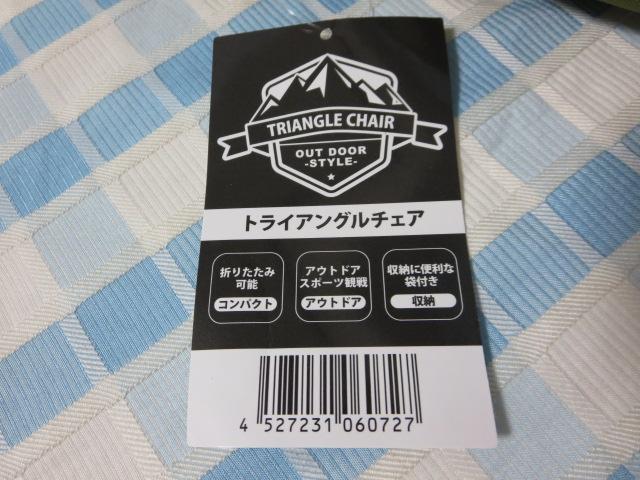 TRIANGLE CHAIR
OUT DOOR
-STYLE-
トライアングルチェア
折りたたみ
可能
コンパクト
アウトドア
スポーツ観戦
アウトドア
収納に便利な
袋付き
収納
4 527231 060727